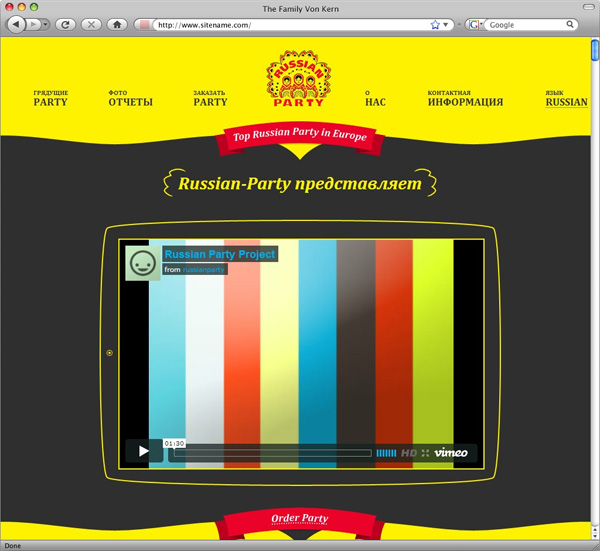 The Family Von Kern
http://www.sitename.com/
Google
RUSSIAN
PARTY
ГРЯДУЩИЕ
PARTY
ФОТО
ОТЧЕТЫ
ЗАКАЗАТЬ
PARTY
О
НАС
КОНТАКТНАЯ
ИНФОРМАЦИЯ
ЯЗЫК
RUSSIAN
Top Russian Party in Europe
Russian-Party представляет
Russian Party Project
from russianparty
01:30
HD vimeo
Order Party
Done